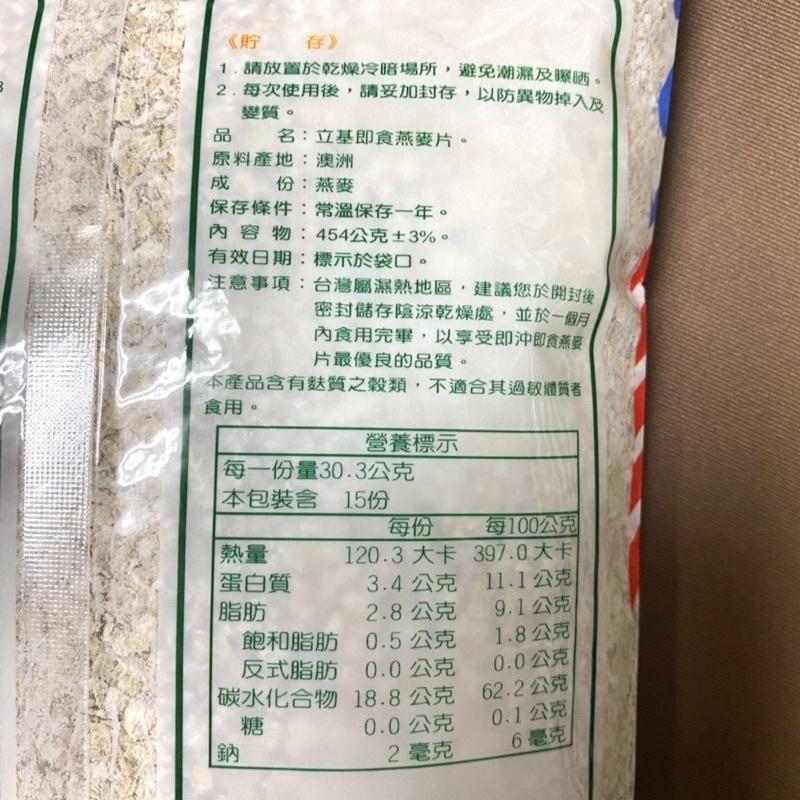 《貯　存》
1.請放置於乾燥冷暗場所，避免潮濕及曝晒。
2.每次使用後，請妥加封存，以防異物掉入及
變質。
品　名：立基即食燕麥片。
原料產地：澳洲
成　份：燕麥
保存條件：常溫保存一年。
內容物：454公克±3%。
有效日期：標示於袋口。
注意事項：台灣屬濕熱地區，建議您於開封後
密封儲存陰涼乾燥處，並於一個月
內食用完畢，以享受即沖即食燕麥
片最優良的品質。
本產品含有麩質之穀類，不適合其過敏體質者
食用。
營養標示
每一份量30.3公克
本包裝含 15份
每份 每100公克
熱量 120.3 大卡 397.0 大卡
蛋白質 3.4 公克 11.1 公克
脂肪 2.8 公克 9.1 公克
飽和脂肪 0.5 公克 1.8 公克
反式脂肪 0.0 公克 0.0 公克
碳水化合物 18.8 公克 62.2 公克
糖 0.0 公克 0.1 公克
鈉 2 毫克 6 毫克